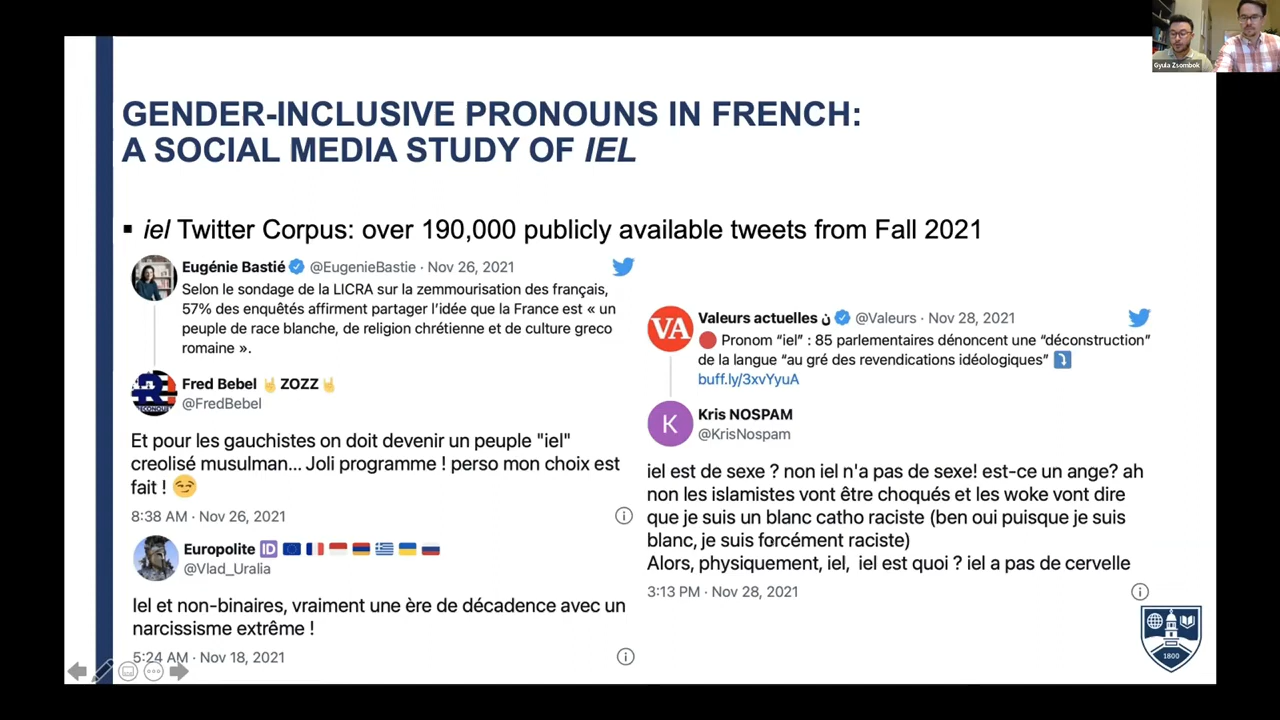 Gyula Zsombok
GENDER-INCLUSIVE PRONOUNS IN FRENCH:
A SOCIAL MEDIA STUDY OF IEL
▪ iel Twitter Corpus: over 190,000 publicly available tweets from Fall 2021
Eugénie Bastié @EugenieBastie · Nov 26, 2021
Selon le sondage de la LICRA sur la zemmourisation des français,
57% des enquêtés affirment partager l’idée que la France est « un
peuple de race blanche, de religion chrétienne et de culture greco
romaine ».
Fred Bebel 🤘 ZOZZ 🤘
@FredBebel
Et pour les gauchistes on doit devenir un peuple "iel"
creolisé musulman... Joli programme ! perso mon choix est
fait ! 😏
8:38 AM · Nov 26, 2021
Europolite 🆔 🇪🇺 🇫🇷 🇮🇩 🇦🇲 🇬🇷 🇺🇦 🇷🇺
@Vlad_Uralia
Iel et non-binaires, vraiment une ère de décadence avec un
narcissisme extrême !
5:24 AM · Nov 18, 2021
VA
Valeurs actuelles ن @Valeurs · Nov 28, 2021
🔴 Pronom “iel” : 85 parlementaires dénoncent une “déconstruction”
de la langue “au gré des revendications idéologiques” ⤵️
buff.ly/3xvYyuA
K
Kris NOSPAM
@KrisNospam
iel est de sexe ? non iel n'a pas de sexe! est-ce un ange? ah
non les islamistes vont être choqués et les woke vont dire
que je suis un blanc catho raciste (ben oui puisque je suis
blanc, je suis forcément raciste)
Alors, physiquement, iel, iel est quoi ? iel a pas de cervelle
3:13 PM · Nov 28, 2021
1800